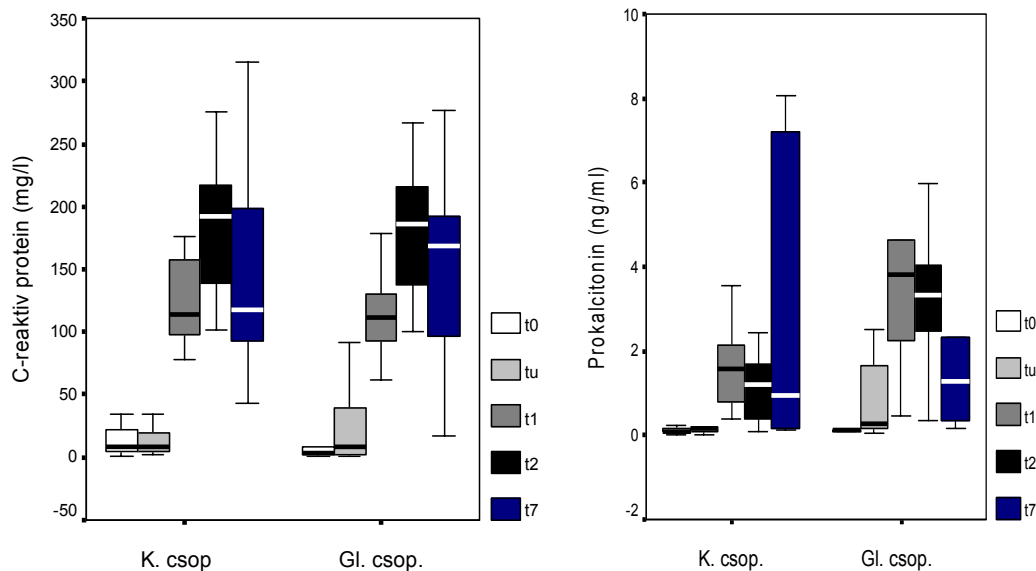 C-reaktiv protein (mg/l)
350
300
250
200
150
100
50
0
-50
K. csop
Gl. csop.
t0
tu
t1
t2
t7
Prokalcitonin (ng/ml)
10
8
6
4
2
0
-2
K. csop.
Gl. csop.
t0
tu
t1
t2
t7